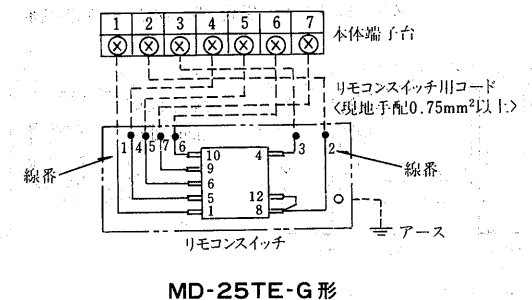 1 2 3 4 5 6 7
本体端子台
リモコンスイッチ用コード
〈現地手配0.75mm²以上〉
1 4 5 7 6 3 2
線番 線番
10 4
9
6
5 12
1 8
リモコンスイッチ
アース
MD-25TE-G形